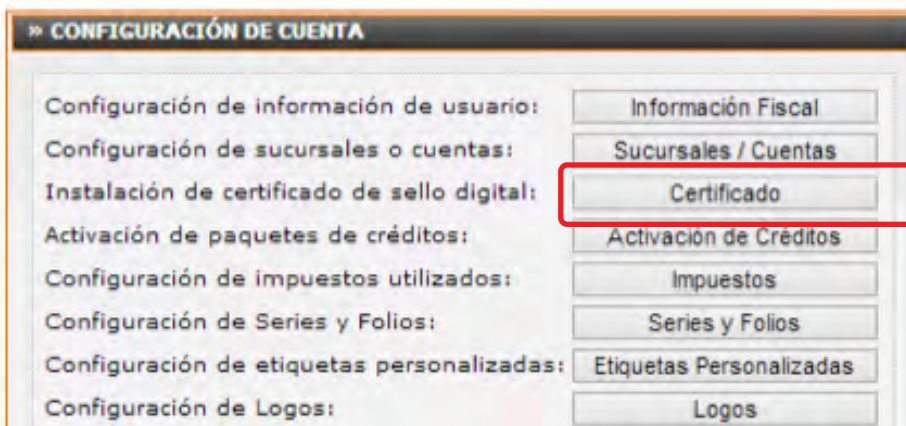 » CONFIGURACIÓN DE CUENTA
Configuración de información de usuario: Información Fiscal
Configuración de sucursales o cuentas: Sucursales / Cuentas
Instalación de certificado de sello digital: Certificado
Activación de paquetes de créditos: Activación de Créditos
Configuración de impuestos utilizados: Impuestos
Configuración de Series y Folios: Series y Folios
Configuración de etiquetas personalizadas: Etiquetas Personalizadas
Configuración de Logos: Logos